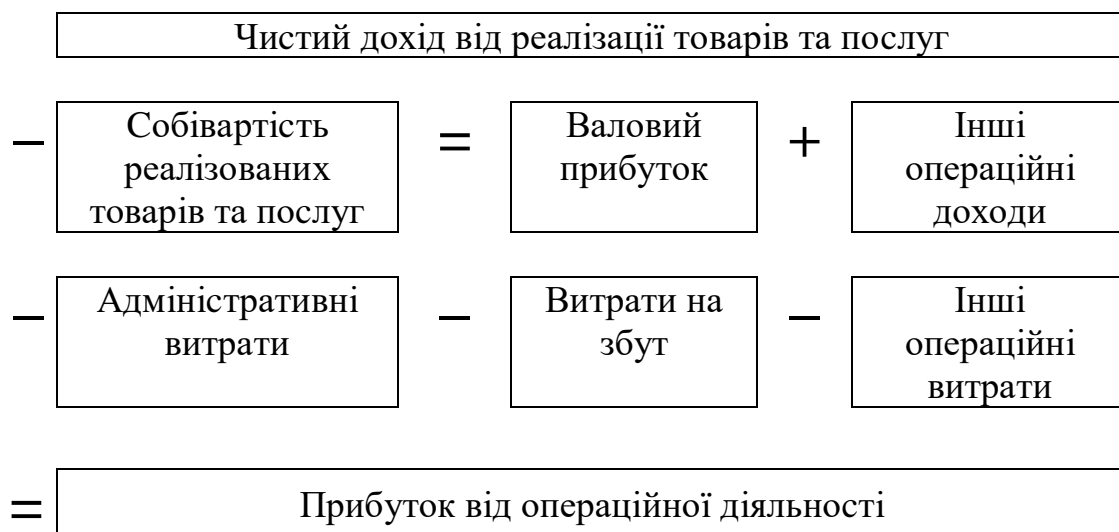 Чистий дохід від реалізації товарів та послуг
– Собівартість = Валовий + Інші
реалізованих прибуток операційні
товарів та послуг доходи
– Адміністративні – Витрати на – Інші
витрати збут операційні
витрати
= Прибуток від операційної діяльності